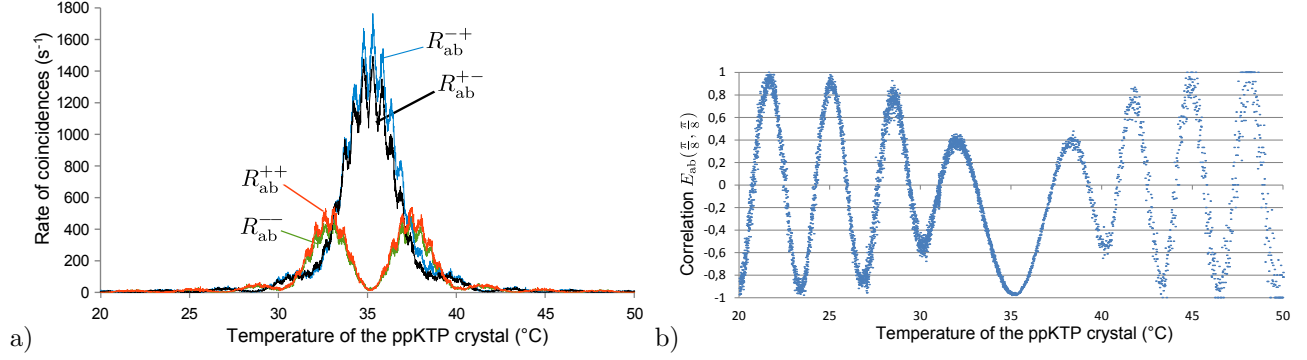 1800
1600
1400
1200
1000
800
600
400
200
0
Rate of coincidences (s⁻¹)
R_ab^{-+}
R_ab^{+-}
R_ab^{++}
R_ab^{--}
20 25 30 35 40 45 50
Temperature of the ppKTP crystal (°C)
a)
1
0,8
0,6
0,4
0,2
0
-0,2
-0,4
-0,6
-0,8
-1
Correlation E_ab(π/8, π/8)
20 25 30 35 40 45 50
Temperature of the ppKTP crystal (°C)
b)